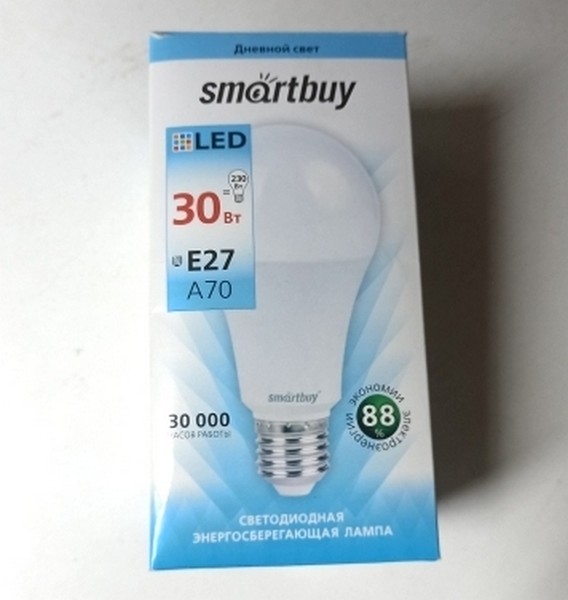 Дневной свет
smartbuy
LED
30 Вт
=
230
Вт
E27
A70
smartbuy
30 000
ЧАСОВ РАБОТЫ
ЭКОНОМИИ
88
%
ЭЛЕКТРОЭНЕРГИИ
СВЕТОДИОДНАЯ
ЭНЕРГОСБЕРЕГАЮЩАЯ ЛАМПА